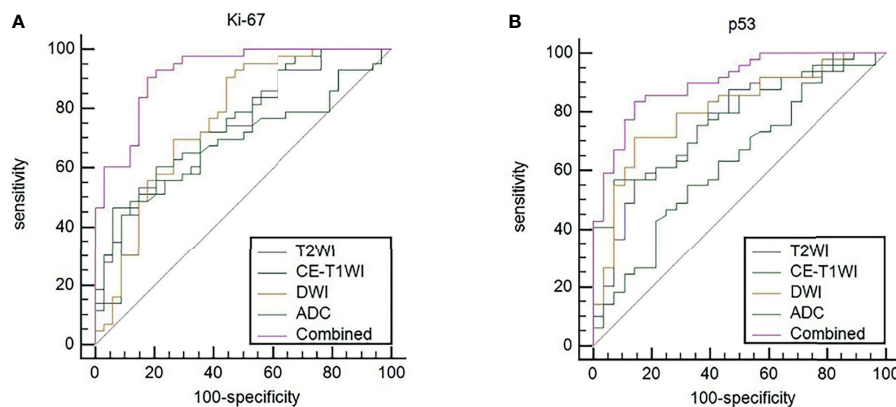 A
Ki-67
100
80
60
40
20
0
sensitivity
T2WI
CE-T1WI
DWI
ADC
Combined
0 20 40 60 80 100
100-specificity
B
p53
100
80
60
40
20
0
sensitivity
T2WI
CE-T1WI
DWI
ADC
Combined
0 20 40 60 80 100
100-specificity